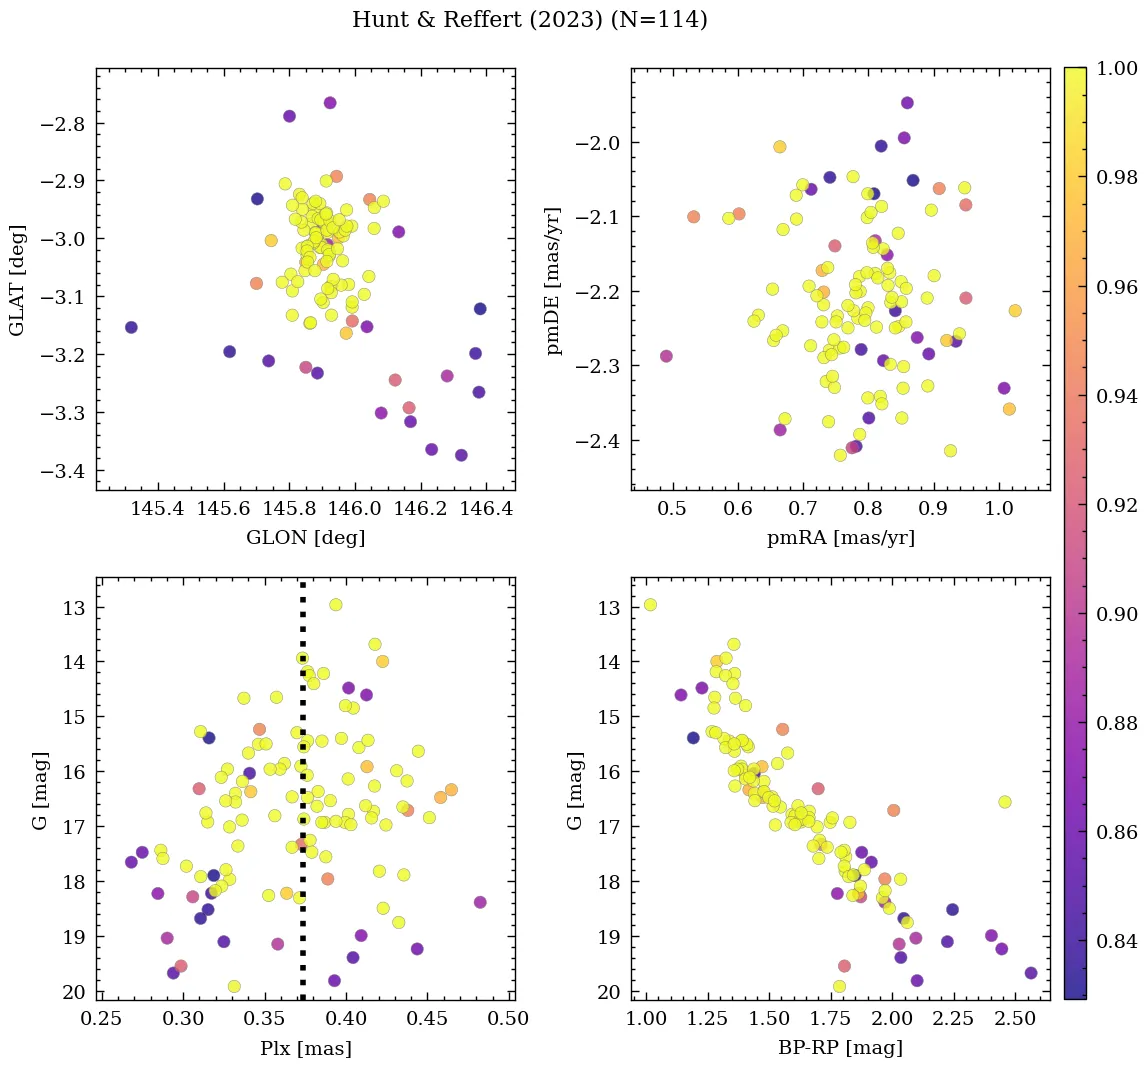 Hunt & Reffert (2023) (N=114)
−2.8
−2.9
−3.0
−3.1
−3.2
−3.3
−3.4
GLAT [deg]
145.4 145.6 145.8 146.0 146.2 146.4
GLON [deg]
−2.0
−2.1
−2.2
−2.3
−2.4
pmDE [mas/yr]
0.5 0.6 0.7 0.8 0.9 1.0
pmRA [mas/yr]
13
14
15
16
17
18
19
20
G [mag]
0.25 0.30 0.35 0.40 0.45 0.50
Plx [mas]
13
14
15
16
17
18
19
20
G [mag]
1.00 1.25 1.50 1.75 2.00 2.25 2.50
BP-RP [mag]
1.00
0.98
0.96
0.94
0.92
0.90
0.88
0.86
0.84